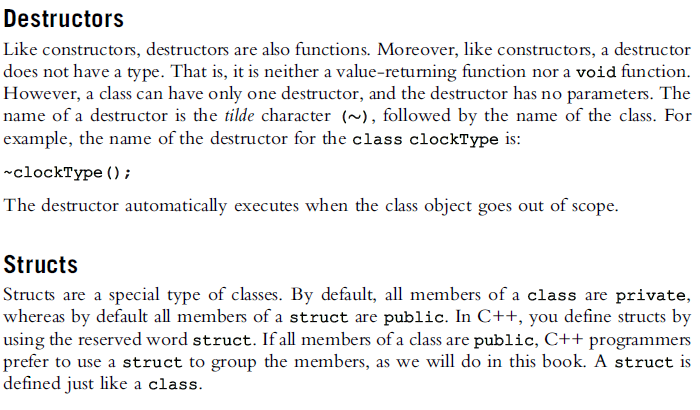 Destructors
Like constructors, destructors are also functions. Moreover, like constructors, a destructor
does not have a type. That is, it is neither a value-returning function nor a void function.
However, a class can have only one destructor, and the destructor has no parameters. The
name of a destructor is the tilde character (~), followed by the name of the class. For
example, the name of the destructor for the class clockType is:
~clockType();
The destructor automatically executes when the class object goes out of scope.
Structs
Structs are a special type of classes. By default, all members of a class are private,
whereas by default all members of a struct are public. In C++, you define structs by
using the reserved word struct. If all members of a class are public, C++ programmers
prefer to use a struct to group the members, as we will do in this book. A struct is
defined just like a class.